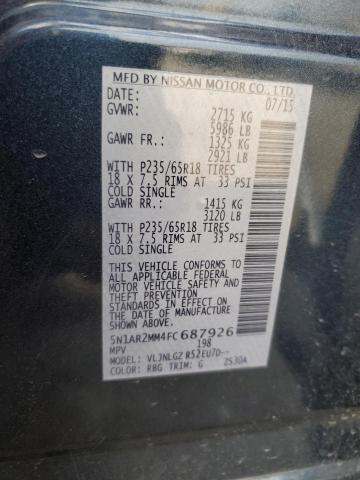 MFD BY NISSAN MOTOR CO., LTD.
DATE: 07/15
GVWR: 2715 KG
5986 LB
GAWR FR.: 1325 KG
2921 LB
WITH P235/65R18 TIRES
18 X 7.5 RIMS AT 33 PSI
COLD SINGLE
GAWR RR.: 1415 KG
3120 LB
WITH P235/65R18 TIRES
18 X 7.5 RIMS AT 33 PSI
COLD SINGLE
THIS VEHICLE CONFORMS TO
ALL APPLICABLE FEDERAL
MOTOR VEHICLE SAFETY AND
THEFT PREVENTION
STANDARDS IN EFFECT ON
THE DATE OF MANUFACTURE
SHOWN ABOVE.
5N1AR2MM4FC687926
MPV 198
MODEL: VLJNLGZ R52EU7D--
COLOR: RBG TRIM: G 2530A